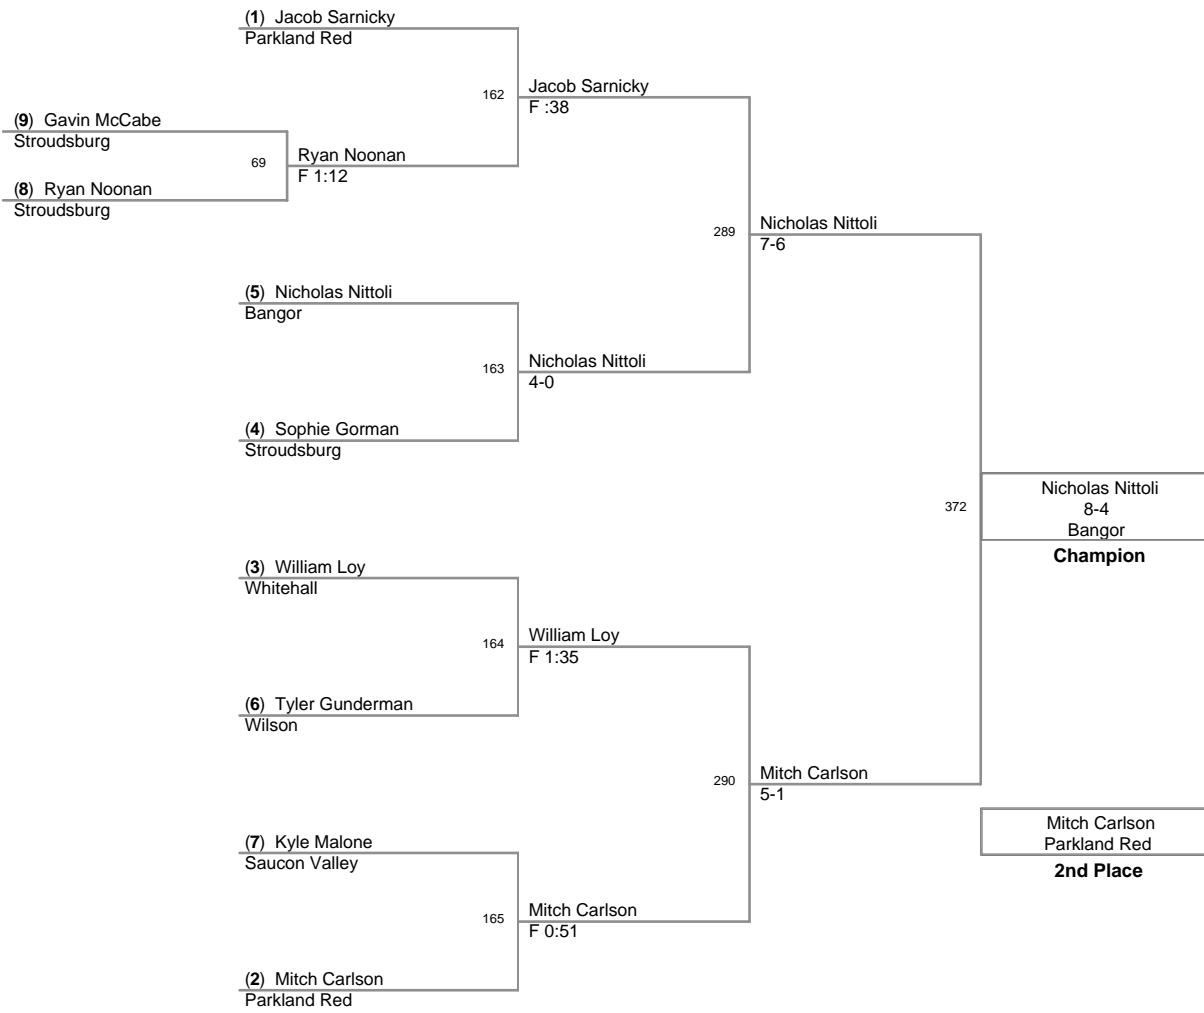 (1) Jacob Sarnicky
Parkland Red
162
Jacob Sarnicky
F :38
(9) Gavin McCabe
Stroudsburg
69
Ryan Noonan
F 1:12
(8) Ryan Noonan
Stroudsburg
289
Nicholas Nittoli
7-6
(5) Nicholas Nittoli
Bangor
163
Nicholas Nittoli
4-0
(4) Sophie Gorman
Stroudsburg
372
Nicholas Nittoli
8-4
Bangor
Champion
(3) William Loy
Whitehall
164
William Loy
F 1:35
(6) Tyler Gunderman
Wilson
290
Mitch Carlson
5-1
Mitch Carlson
Parkland Red
2nd Place
(7) Kyle Malone
Saucon Valley
165
Mitch Carlson
F 0:51
(2) Mitch Carlson
Parkland Red